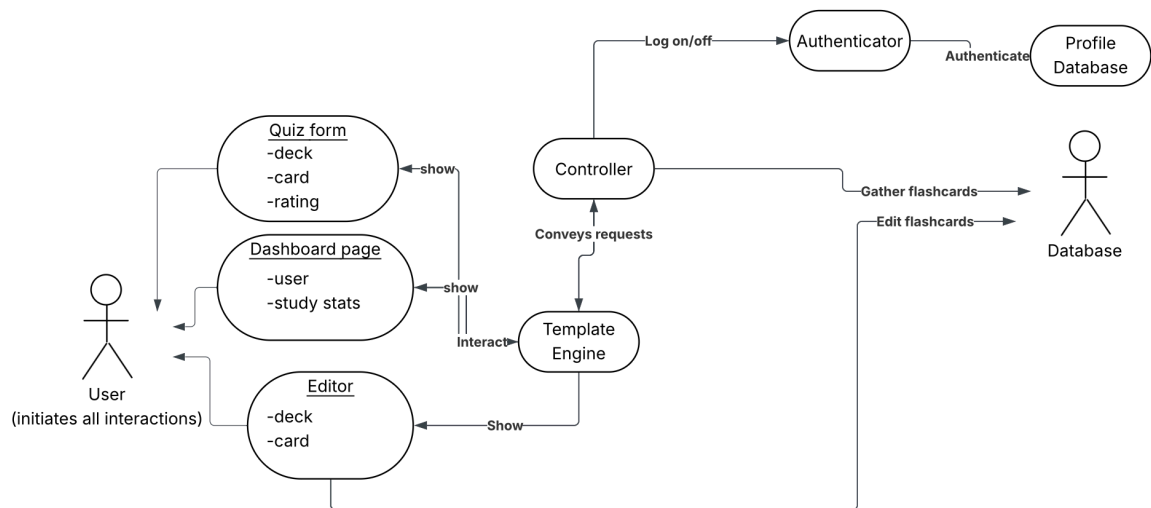 Log on/off
Authenticator
Authenticate
Profile
Database
Quiz form
-deck
-card
-rating
show
Controller
Gather flashcards
Edit flashcards
Database
Conveys requests
Dashboard page
-user
-study stats
show
Interact
Template
Engine
User
(initiates all interactions)
Editor
-deck
-card
Show